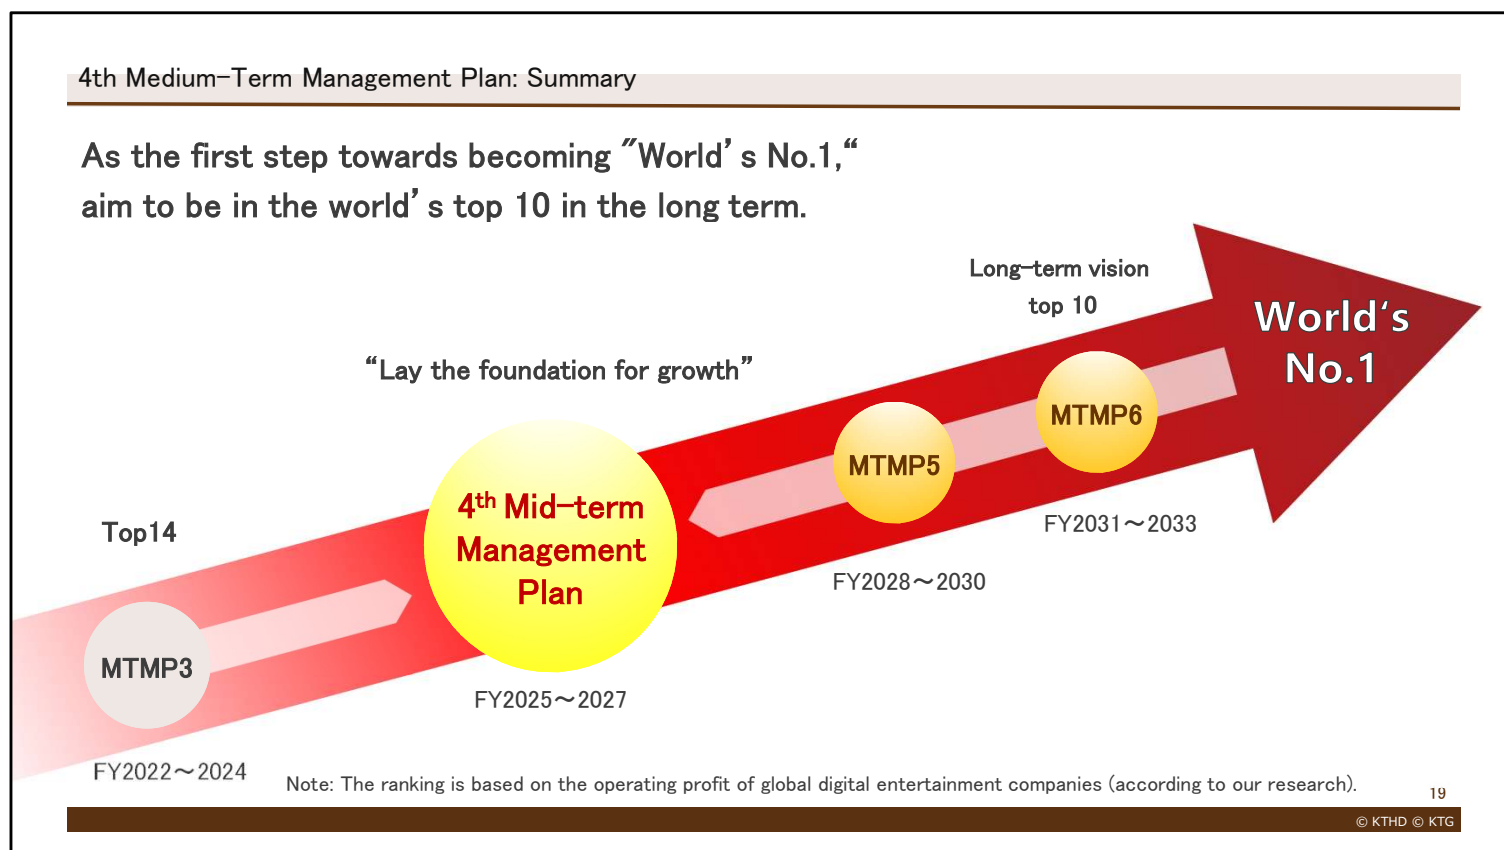 4th Medium-Term Management Plan: Summary
As the first step towards becoming "World's No.1,“
aim to be in the world's top 10 in the long term.
Long-term vision
top 10
World‘s
No.1
“Lay the foundation for growth”
MTMP6
MTMP5
4th Mid-term
Management
Plan
FY2031～2033
Top14
FY2028～2030
MTMP3
FY2025～2027
FY2022～2024
Note: The ranking is based on the operating profit of global digital entertainment companies (according to our research).
19
© KTHD © KTG